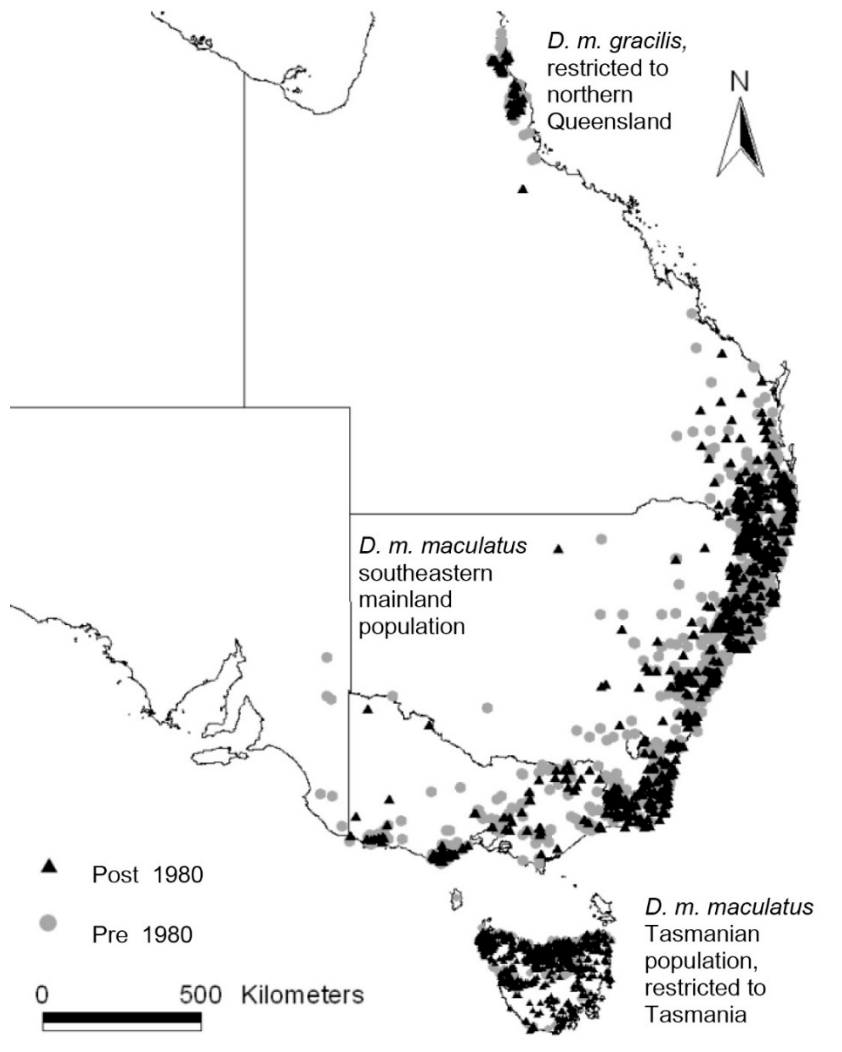 D. m. gracilis,
restricted to
northern
Queensland
N
D. m. maculatus
southeastern
mainland
population
Post 1980
Pre 1980
0 500 Kilometers
D. m. maculatus
Tasmanian
population,
restricted to
Tasmania